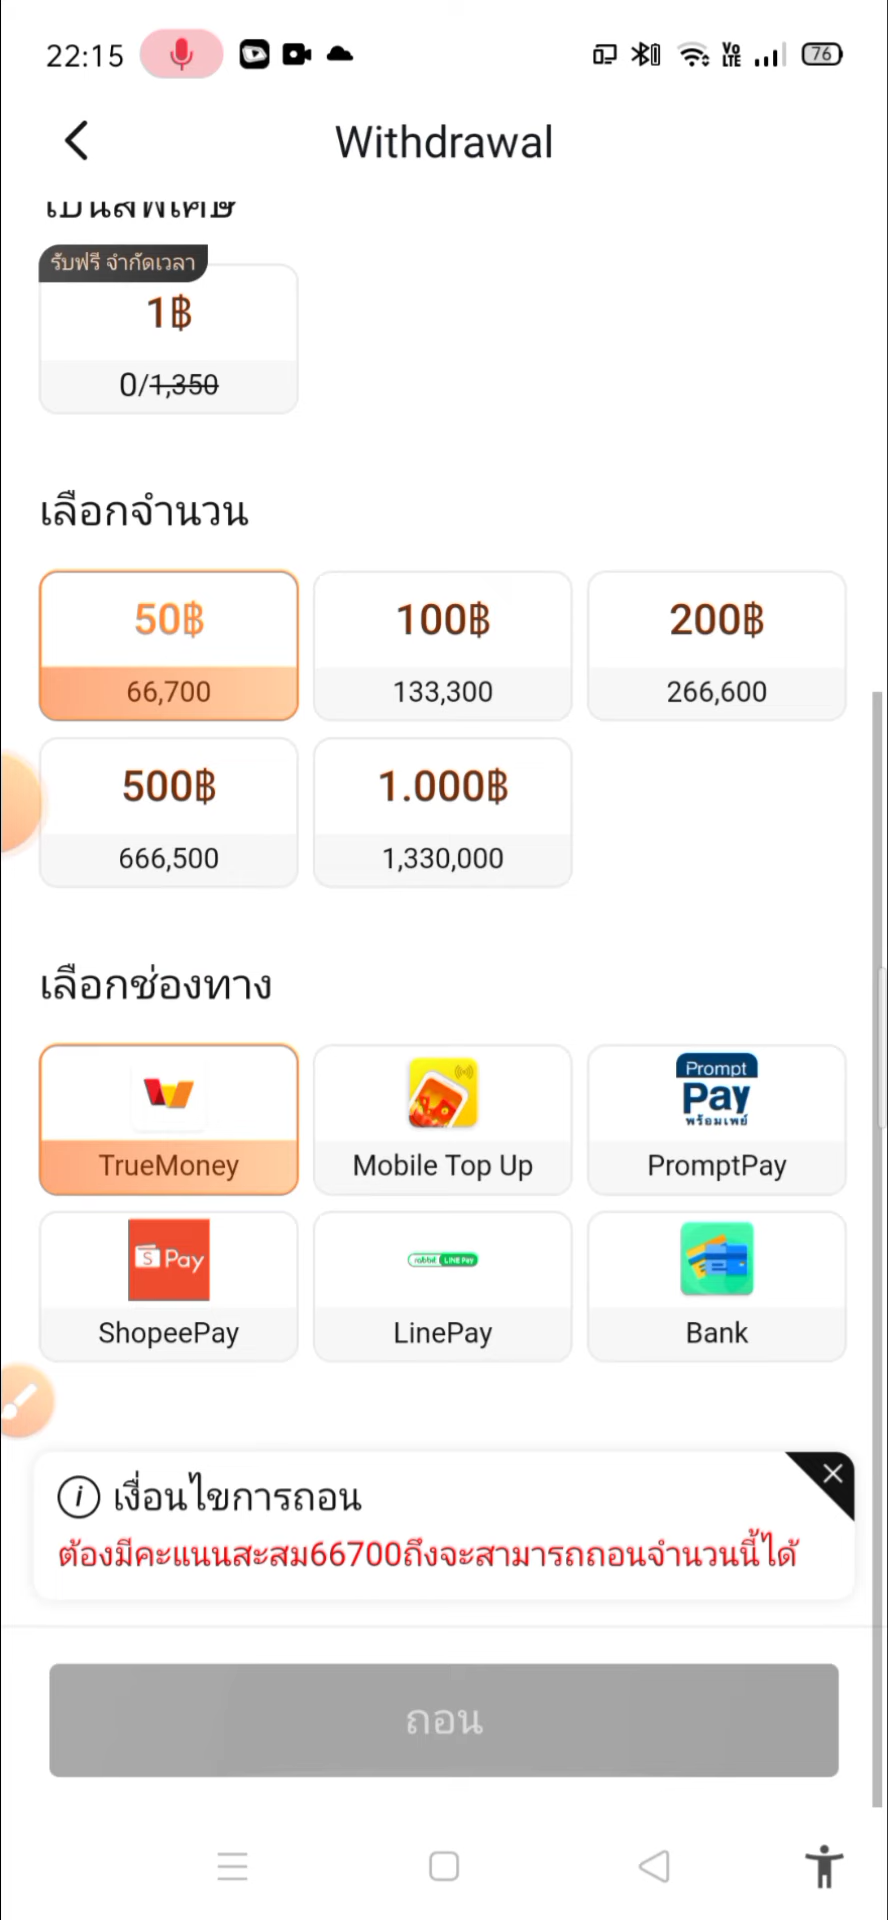 22:15
VO LTE
76
Withdrawal
รับฟรี จำกัดเวลา
1฿
0/1,350
เลือกจำนวน
50฿ 100฿ 200฿
66,700 133,300 266,600
500฿ 1.000฿
666,500 1,330,000
เลือกช่องทาง
Prompt
Pay
พร้อมเพย์
TrueMoney Mobile Top Up PromptPay
S Pay rabbit LINE Pay
ShopeePay LinePay Bank
i เงื่อนไขการถอน
ต้องมีคะแนนสะสม66700ถึงจะสามารถถอนจำนวนนี้ได้
ถอน